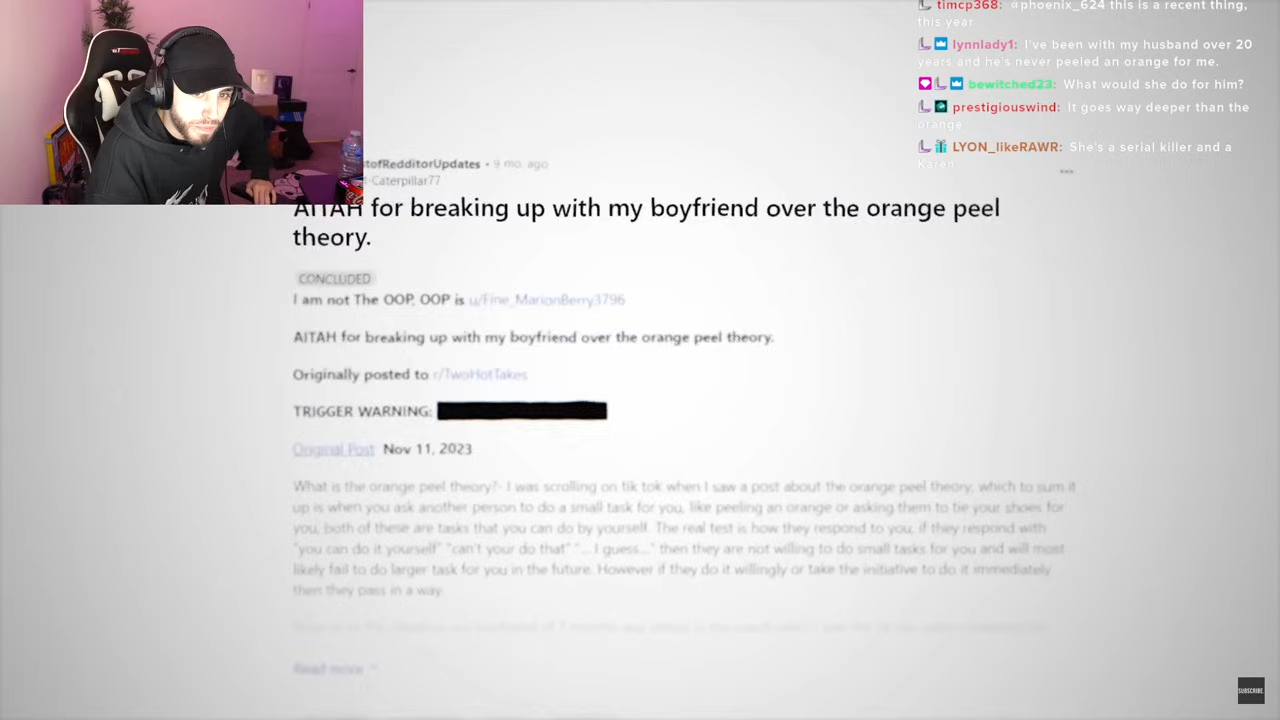 timcp368: @phoenix_624 this is a recent thing,
this year
lynnlady1: I've been with my husband over 20
years and he's never peeled an orange for me.
bewitched23: What would she do for him?
prestigiouswind: It goes way deeper than the
orange
LYON_likeRAWR: She's a serial killer and a
Karen
stofRedditorUpdates • 9 mo. ago
-Caterpillar77
AITAH for breaking up with my boyfriend over the orange peel
theory.
CONCLUDED
I am not The OOP, OOP is u/Fine_MarionBerry3796
AITAH for breaking up with my boyfriend over the orange peel theory.
Originally posted to r/TwoHotTakes
TRIGGER WARNING:
Original Post Nov 11, 2023
What is the orange peel theory?- I was scrolling on tik tok when I saw a post about the orange peel theory, which to sum it
up is when you ask another person to do a small task for you, like peeling an orange or asking them to tie your shoes for
you, both of these are tasks that you can do by yourself. The real test is how they respond to you, if they respond with
"you can do it yourself" "can't your do that" "... I guess..." then they are not willing to do small tasks for you and will most
likely fail to do larger task for you in the future. However if they do it willingly or take the initiative to do it immediately
then they pass in a way.
Read more
SUBSCRIBE